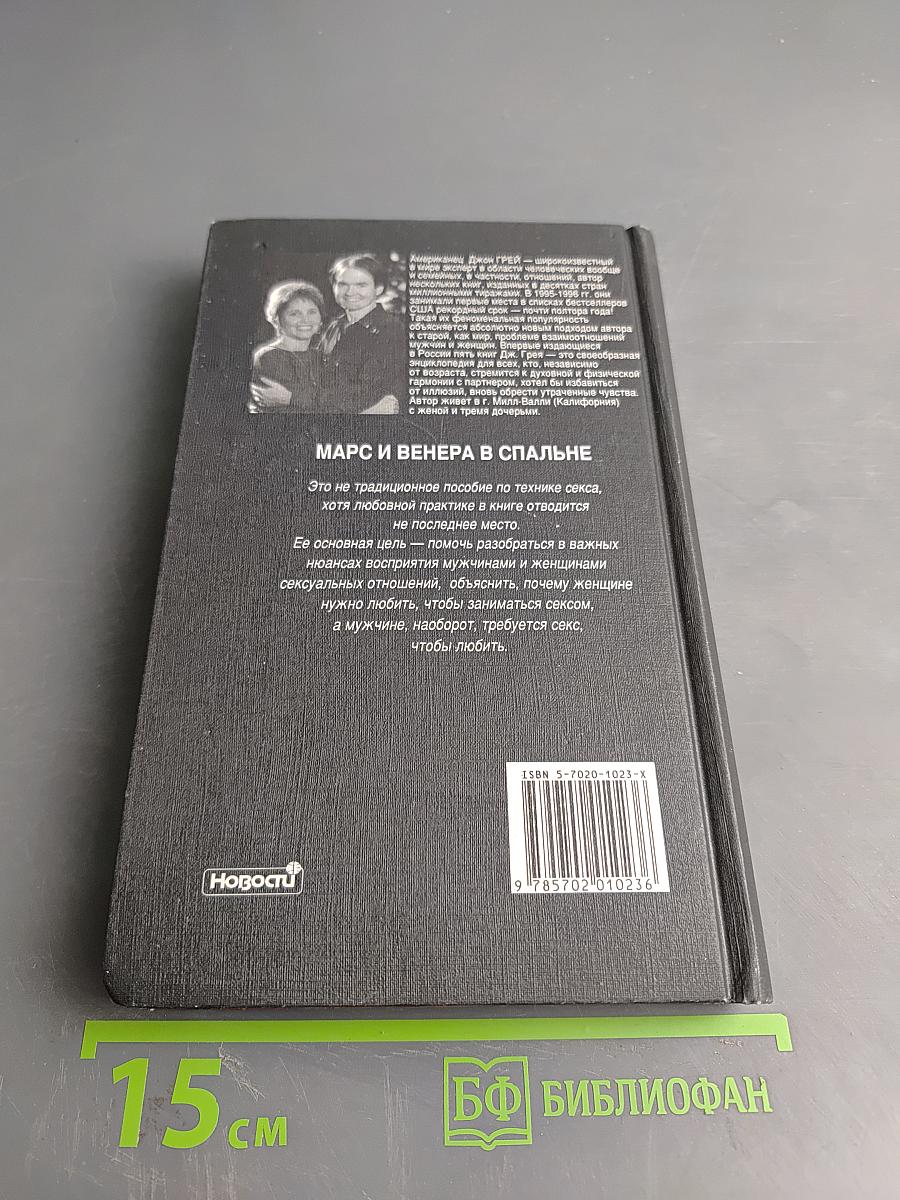 Американец Джон ГРЕЙ — широкоизвестный
в мире эксперт в области человеческих вообще
и семейных, в частности, отношений, автор
нескольких книг, изданных в десятках стран
миллионными тиражами. В 1995-1996 гг. они
занимали первые места в списках бестселлеров
США рекордный срок — почти полтора года!
Такая их феноменальная популярность
объясняется абсолютно новым подходом автора
к старой, как мир, проблеме взаимоотношений
мужчин и женщин. Впервые издающиеся
в России пять книг Дж. Грея — это своеобразная
энциклопедия для всех, кто, независимо
от возраста, стремится к духовной и физической
гармонии с партнером, хотел бы избавиться
от иллюзий, вновь обрести утраченные чувства.
Автор живет в г. Милл-Валли (Калифорния)
с женой и тремя дочерьми.
МАРС И ВЕНЕРА В СПАЛЬНЕ
Это не традиционное пособие по технике секса,
хотя любовной практике в книге отводится
не последнее место.
Ее основная цель — помочь разобраться в важных
нюансах восприятия мужчинами и женщинами
сексуальных отношений, объяснить, почему женщине
нужно любить, чтобы заниматься сексом,
а мужчине, наоборот, требуется секс,
чтобы любить.
ISBN 5-7020-1023-X
9 785702 010236
Новости
15 см
БФ БИБЛИОФАН